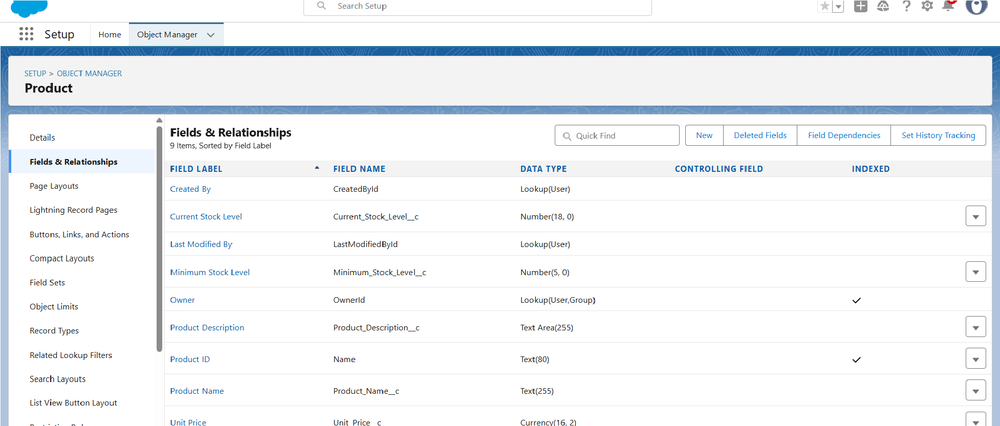 Search Setup
Setup Home Object Manager
SETUP > OBJECT MANAGER
Product
Details
Fields & Relationships
Page Layouts
Lightning Record Pages
Buttons, Links, and Actions
Compact Layouts
Field Sets
Object Limits
Record Types
Related Lookup Filters
Search Layouts
List View Button Layout
Fields & Relationships
9 Items, Sorted by Field Label
Quick Find New Deleted Fields Field Dependencies Set History Tracking
FIELD LABEL FIELD NAME DATA TYPE CONTROLLING FIELD INDEXED
Created By CreatedById Lookup(User)
Current Stock Level Current_Stock_Level__c Number(18, 0)
Last Modified By LastModifiedById Lookup(User)
Minimum Stock Level Minimum_Stock_Level__c Number(5, 0)
Owner OwnerId Lookup(User,Group)
Product Description Product_Description__c Text Area(255)
Product ID Name Text(80)
Product Name Product_Name__c Text(255)
Unit Price Unit_Price__c Currency(16, 2)